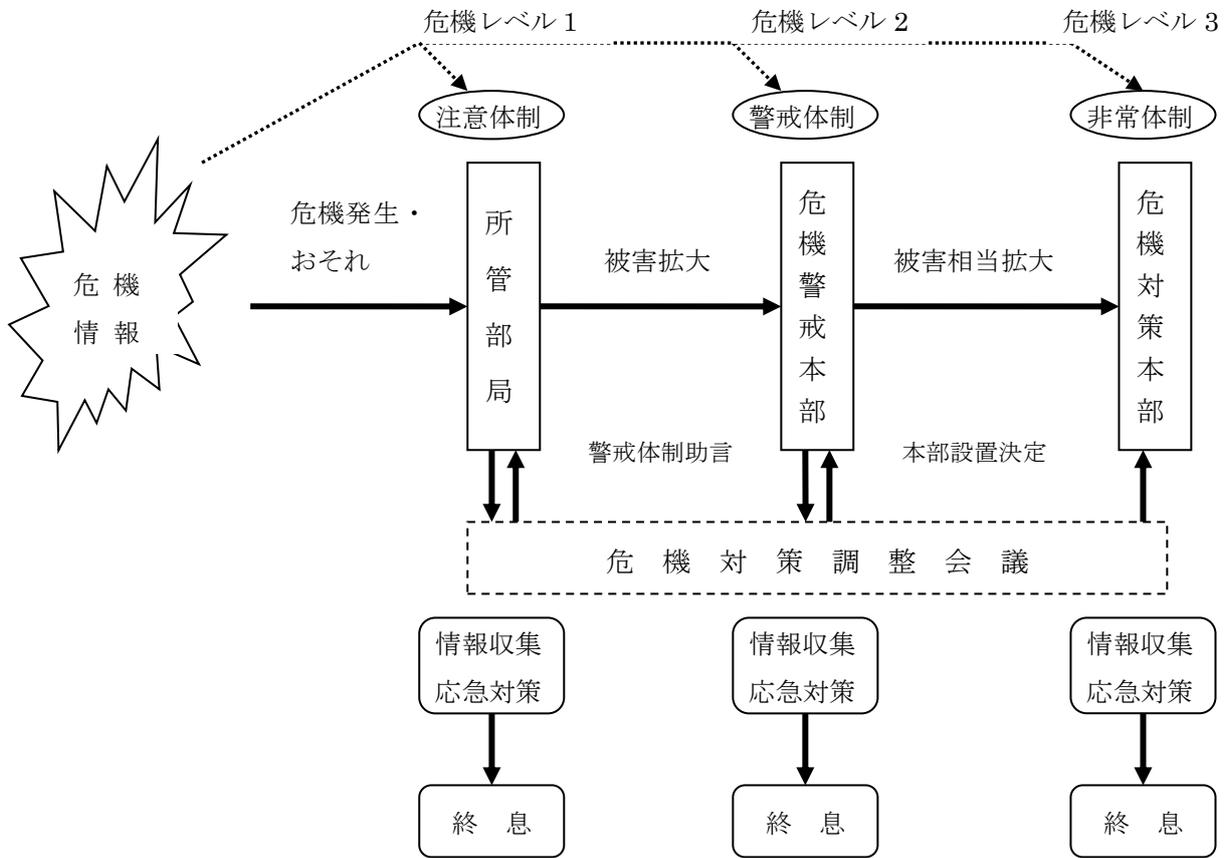 危機レベル 1
危機レベル 2
危機レベル 3
注意体制
警戒体制
非常体制
危 機
情 報
危機発生・
おそれ
所管部局
被害拡大
危機警戒本部
被害相当拡大
危機対策本部
警戒体制助言
本部設置決定
危 機 対 策 調 整 会 議
情報収集
応急対策
情報収集
応急対策
情報収集
応急対策
終 息
終 息
終 息